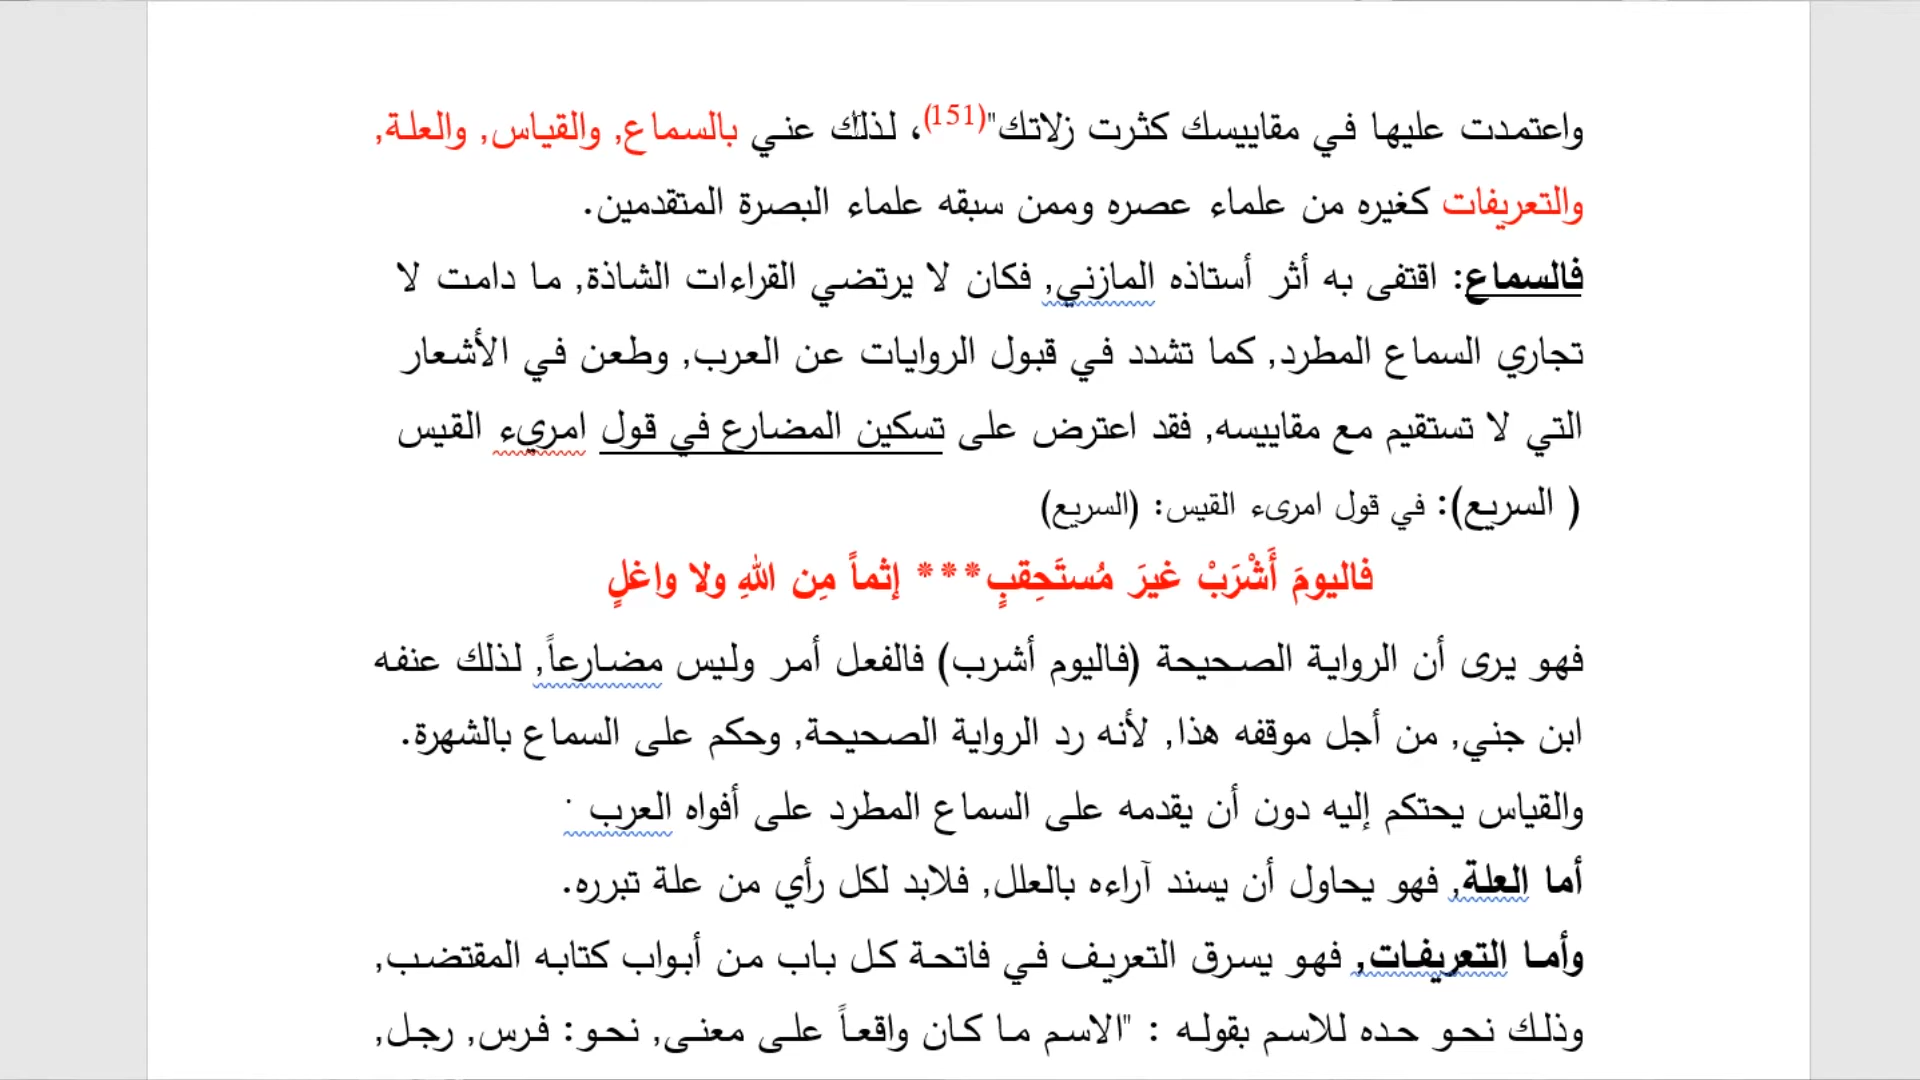 واعتمدت عليها في مقاييسك كثرت زلاتك"(151)، لذلك عني بالسماع, والقياس, والعلة,
والتعريفات كغيره من علماء عصره وممن سبقه علماء البصرة المتقدمين.
فالسماع: اقتفى به أثر أستاذه المازني, فكان لا يرتضي القراءات الشاذة, ما دامت لا
تجاري السماع المطرد, كما تشدد في قبول الروايات عن العرب, وطعن في الأشعار
التي لا تستقيم مع مقاييسه, فقد اعترض على تسكين المضارع في قول امريء القيس
( السريع): في قول امرىء القيس: (السريع)
فاليومَ أَشْرَبْ غيرَ مُستَحِقبٍ*** إثماً مِن اللهِ ولا واغلٍ
فهو يرى أن الرواية الصحيحة (فاليوم أشرب) فالفعل أمر وليس مضارعاً, لذلك عنفه
ابن جني, من أجل موقفه هذا, لأنه رد الرواية الصحيحة, وحكم على السماع بالشهرة.
والقياس يحتكم إليه دون أن يقدمه على السماع المطرد على أفواه العرب .
أما العلة, فهو يحاول أن يسند آراءه بالعلل, فلابد لكل رأي من علة تبرره.
وأما التعريفات, فهو يسرق التعريف في فاتحة كل باب من أبواب كتابه المقتضب,
وذلك نحو حده للاسم بقوله : "الاسم ما كان واقعاً على معنى, نحو: فرس, رجل,